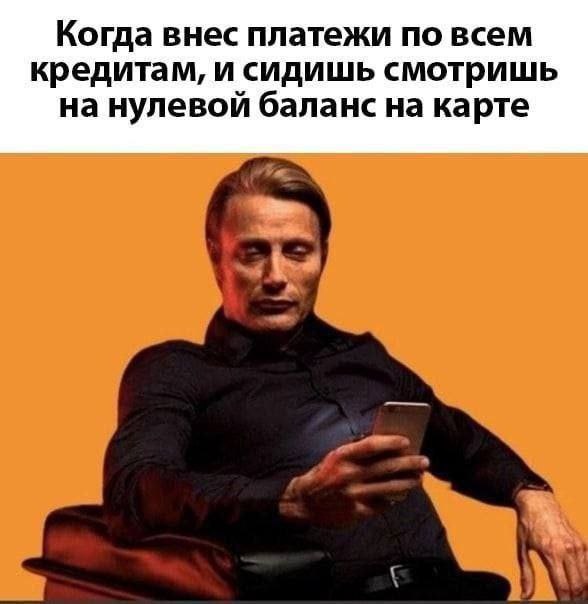 Когда внес платежи по всем
кредитам, и сидишь смотришь
на нулевой баланс на карте